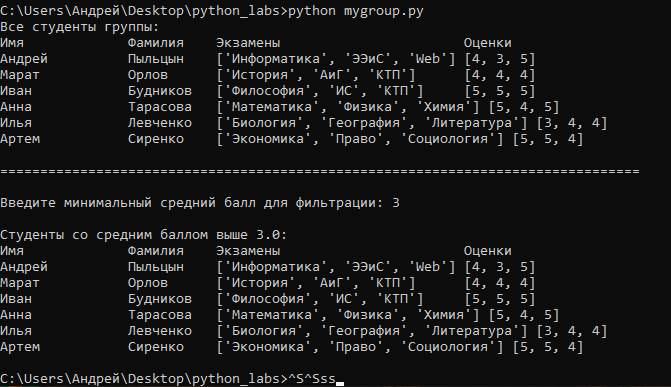 C:\Users\Андрей\Desktop\python_labs>python mygroup.py
Все студенты группы:
Имя Фамилия Экзамены Оценки
Андрей Пыльцын ['Информатика', 'ЭЭиС', 'Web'] [4, 3, 5]
Марат Орлов ['История', 'АиГ', 'КТП'] [4, 4, 4]
Иван Будников ['Философия', 'ИС', 'КТП'] [5, 5, 5]
Анна Тарасова ['Математика', 'Физика', 'Химия'] [5, 4, 5]
Илья Левченко ['Биология', 'География', 'Литература'] [3, 4, 4]
Артем Сиренко ['Экономика', 'Право', 'Социология'] [5, 5, 4]
================================================================================
Введите минимальный средний балл для фильтрации: 3
Студенты со средним баллом выше 3.0:
Имя Фамилия Экзамены Оценки
Андрей Пыльцын ['Информатика', 'ЭЭиС', 'Web'] [4, 3, 5]
Марат Орлов ['История', 'АиГ', 'КТП'] [4, 4, 4]
Иван Будников ['Философия', 'ИС', 'КТП'] [5, 5, 5]
Анна Тарасова ['Математика', 'Физика', 'Химия'] [5, 4, 5]
Илья Левченко ['Биология', 'География', 'Литература'] [3, 4, 4]
Артем Сиренко ['Экономика', 'Право', 'Социология'] [5, 5, 4]
C:\Users\Андрей\Desktop\python_labs>^S^Sss